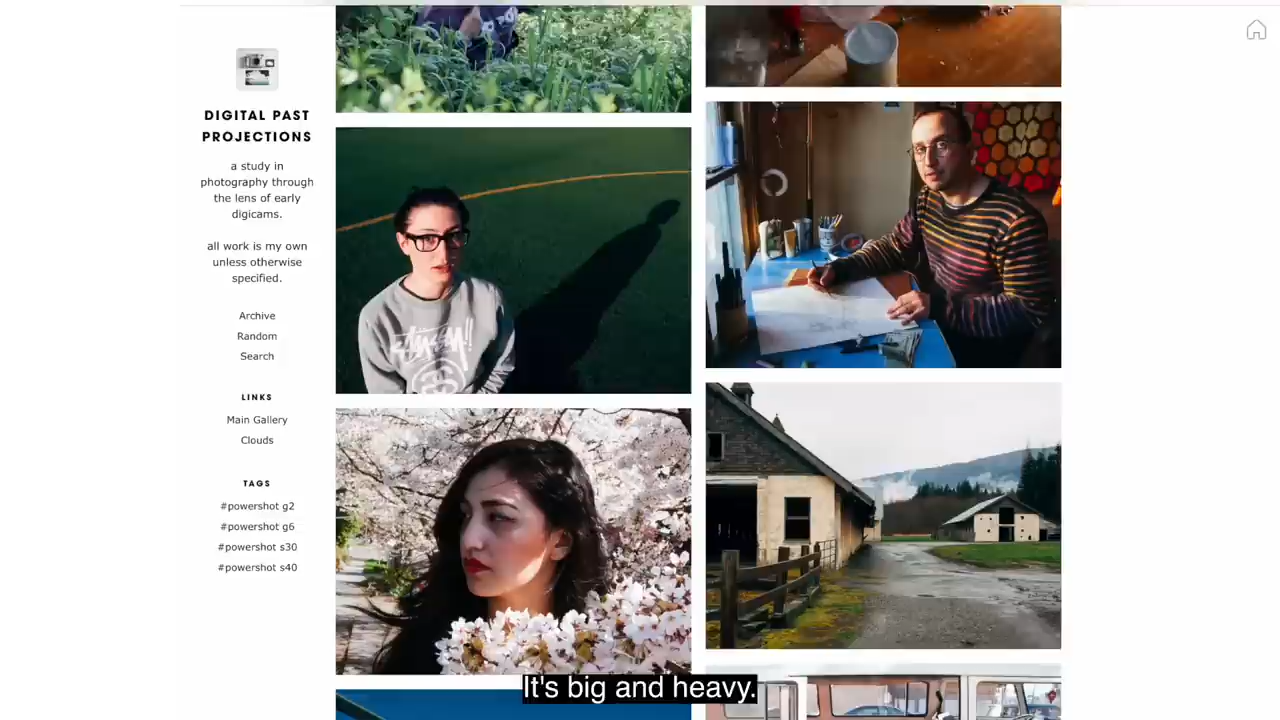 DIGITAL PAST
PROJECTIONS
a study in
photography through
the lens of early
digicams.
all work is my own
unless otherwise
specified.
Archive
Random
Search
LINKS
Main Gallery
Clouds
TAGS
#powershot g2
#powershot g6
#powershot s30
#powershot s40
It's big and heavy.